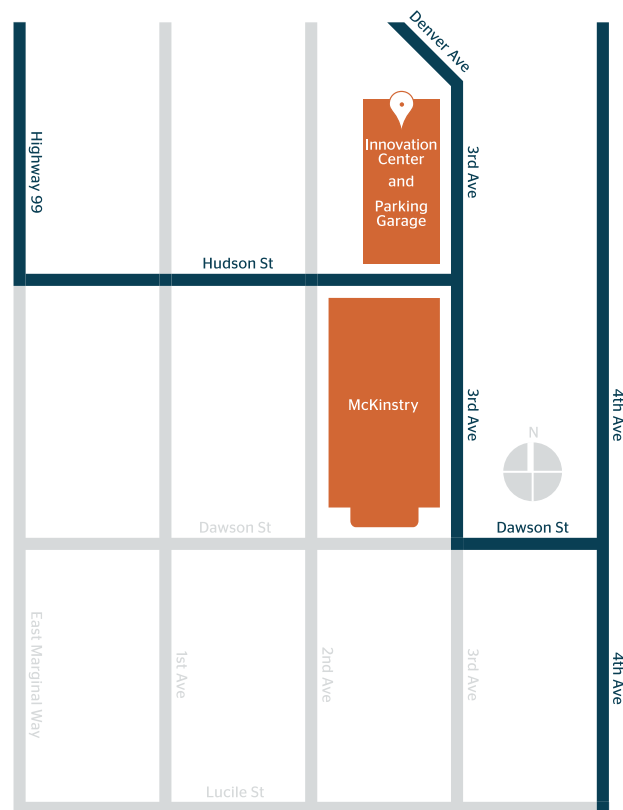 Denver Ave
Highway 99
Innovation
Center
and
Parking
Garage
3rd Ave
Hudson St
McKinstry
3rd Ave
4th Ave
N
Dawson St
Dawson St
East Marginal Way
1st Ave
2nd Ave
3rd Ave
4th Ave
Lucile St